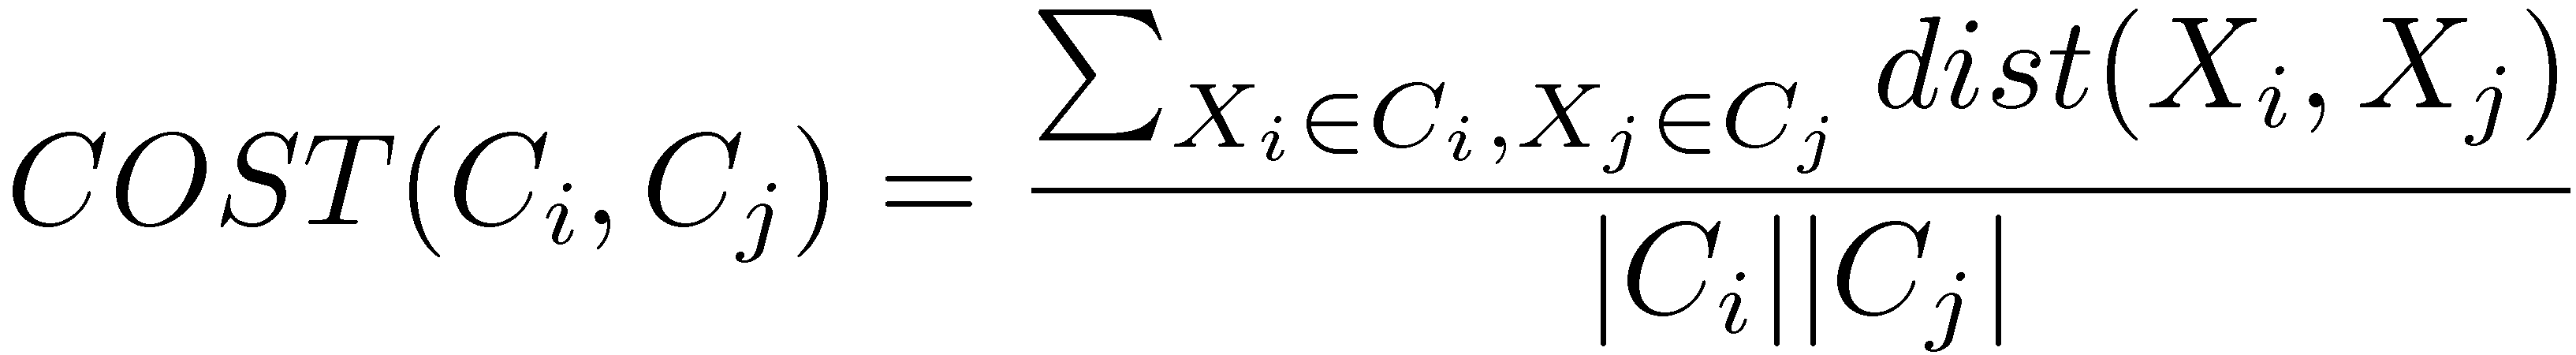 COST(C_i, C_j) = \frac{\sum_{X_i \in C_i, X_j \in C_j} dist(X_i, X_j)}{|C_i||C_j|}